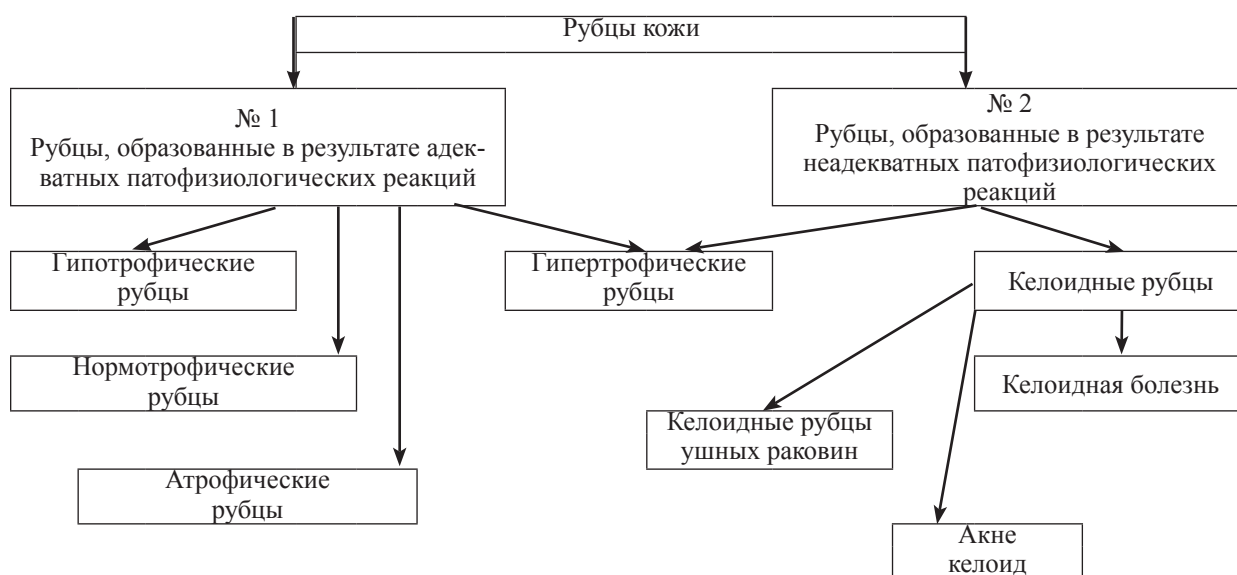 Рубцы кожи
№ 1
Рубцы, образованные в результате адек-
ватных патофизиологических реакций
№ 2
Рубцы, образованные в результате
неадекватных патофизиологических
реакций
Гипотрофические
рубцы
Гипертрофические
рубцы
Келоидные рубцы
Нормотрофические
рубцы
Келоидная болезнь
Келоидные рубцы
ушных раковин
Атрофические
рубцы
Акне
келоид